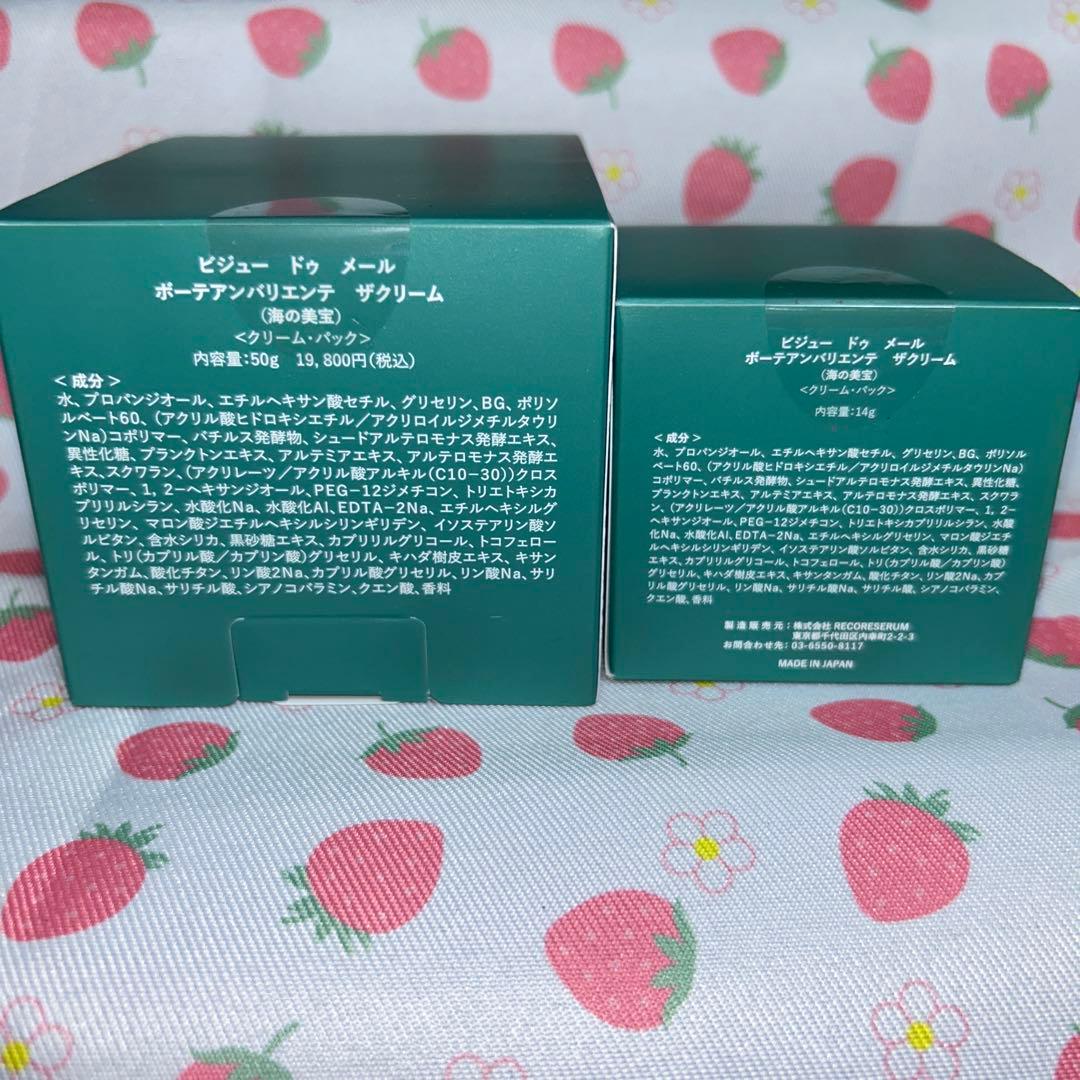 ビジュー ドゥ メール
ボーテアンバリエンテ ザクリーム
(海の美宝)
<クリーム・パック>
内容量:50g 19,800円(税込)
<成分>
水、プロパンジオール、エチルヘキサン酸セチル、グリセリン、BG、ポリソ
ルベート60、(アクリル酸ヒドロキシエチル/アクリロイルジメチルタウリ
ンNa)コポリマー、バチルス発酵物、シュードアルテロモナス発酵エキス、
異性化糖、プランクトンエキス、アルテミアエキス、アルテロモナス発酵エ
キス、スクワラン、(アクリレーツ/アクリル酸アルキル(C10-30))クロス
ポリマー、1,2-ヘキサンジオール、PEG-12ジメチコン、トリエトキシカ
プリリルシラン、水酸化Na、水酸化Al、EDTA-2Na、エチルヘキシルグ
リセリン、マロン酸ジエチルヘキシルシリンギリデン、イソステアリン酸ソ
ルビタン、含水シリカ、黒砂糖エキス、カプリリルグリコール、トコフェロー
ル、トリ(カプリル酸/カプリン酸)グリセリル、キハダ樹皮エキス、キサン
タンガム、酸化チタン、リン酸2Na、カプリル酸グリセリル、リン酸Na、サリ
チル酸Na、サリチル酸、シアノコバラミン、クエン酸、香料
ビジュー ドゥ メール
ボーテアンバリエンテ ザクリーム
(海の美宝)
<クリーム・パック>
内容量:14g
<成分>
水、プロパンジオール、エチルヘキサン酸セチル、グリセリン、BG、ポリソル
ベート60、(アクリル酸ヒドロキシエチル/アクリロイルジメチルタウリンNa)
コポリマー、バチルス発酵物、シュードアルテロモナス発酵エキス、異性化糖、
プランクトンエキス、アルテミアエキス、アルテロモナス発酵エキス、スクワラ
ン、(アクリレーツ/アクリル酸アルキル(C10-30))クロスポリマー、1,2-
ヘキサンジオール、PEG-12ジメチコン、トリエトキシカプリリルシラン、水酸
化Na、水酸化Al、EDTA-2Na、エチルヘキシルグリセリン、マロン酸ジエチ
ルヘキシルシリンギリデン、イソステアリン酸ソルビタン、含水シリカ、黒砂糖
エキス、カプリリルグリコール、トコフェロール、トリ(カプリル酸/カプリン酸)
グリセリル、キハダ樹皮エキス、キサンタンガム、酸化チタン、リン酸2Na、カプ
リル酸グリセリル、リン酸Na、サリチル酸Na、サリチル酸、シアノコバラミン、
クエン酸、香料
製造販売元:株式会社 RECORESERUM
東京都千代田区内幸町2-2-3
お問合わせ先:03-6550-8117
MADE IN JAPAN